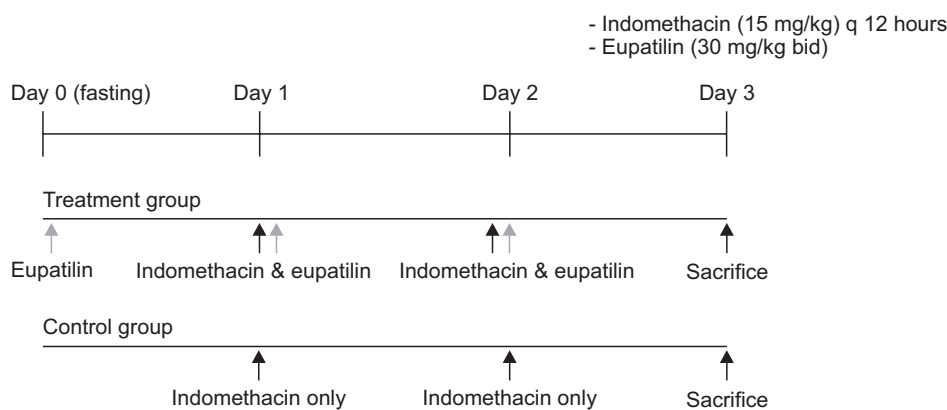 - Indomethacin (15 mg/kg) q 12 hours
- Eupatilin (30 mg/kg bid)
Day 0 (fasting) Day 1 Day 2 Day 3
Treatment group
Eupatilin Indomethacin & eupatilin Indomethacin & eupatilin Sacrifice
Control group
Indomethacin only Indomethacin only Sacrifice